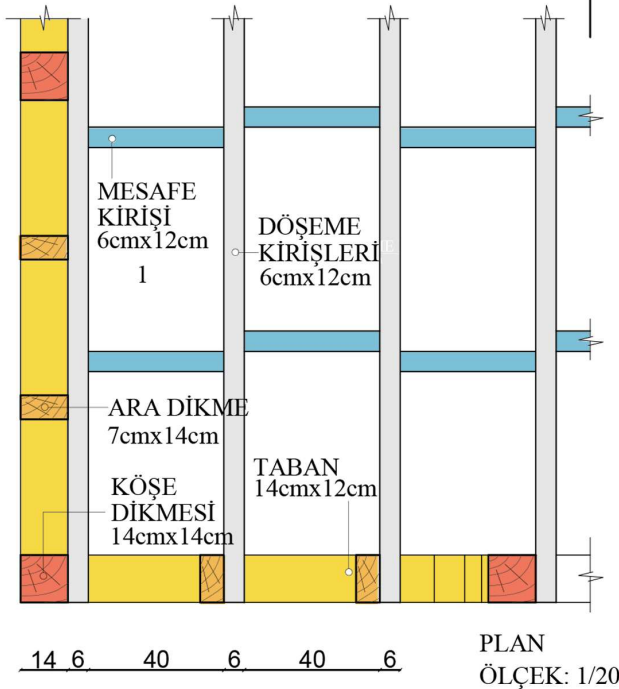 MESAFE
KİRİŞİ
6cmx12cm
1
DÖŞEME
KİRİŞLERİ
6cmx12cm
ARA DİKME
7cmx14cm
KÖŞE
DİKMESİ
14cmx14cm
TABAN
14cmx12cm
14 6 40 6 40 6
PLAN
ÖLÇEK: 1/20